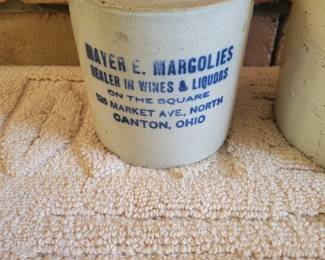 MAYER E. MARGOLIES
DEALER IN WINES & LIQUORS
ON THE SQUARE
MARKET AVE., NORTH
CANTON, OHIO